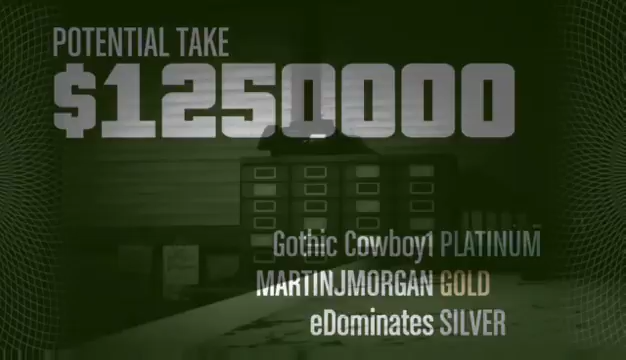 POTENTIAL TAKE
$1250000
Gothic Cowboy1 PLATINUM
MARTINJMORGAN GOLD
eDominates SILVER